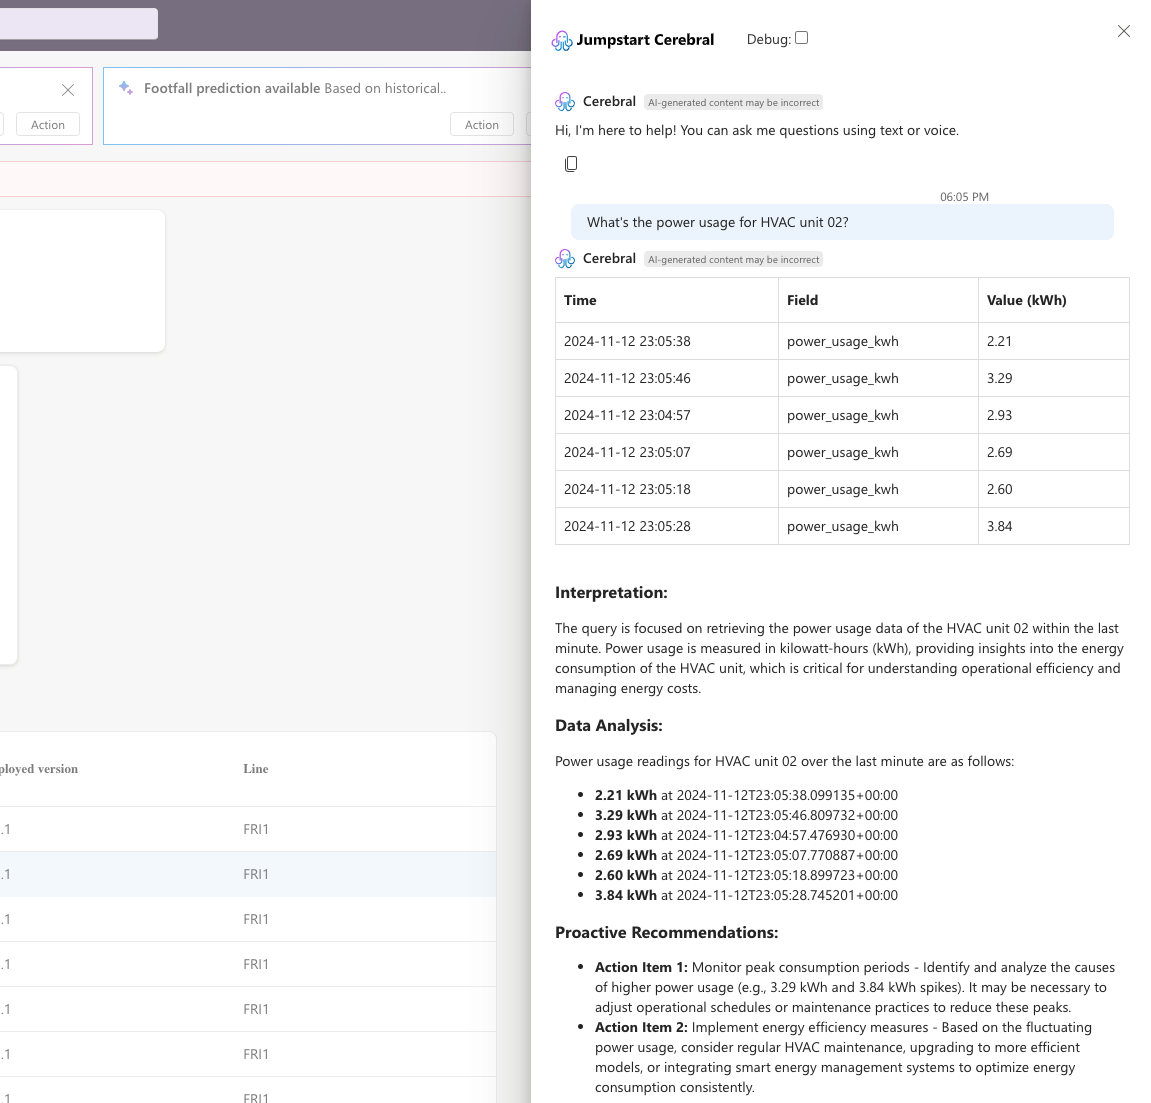 Jumpstart Cerebral
Debug:
Footfall prediction available Based on historical..
Action
Action
Cerebral AI-generated content may be incorrect
Hi, I'm here to help! You can ask me questions using text or voice.
06:05 PM
What's the power usage for HVAC unit 02?
Cerebral AI-generated content may be incorrect
Time Field Value (kWh)
2024-11-12 23:05:38 power_usage_kwh 2.21
2024-11-12 23:05:46 power_usage_kwh 3.29
2024-11-12 23:04:57 power_usage_kwh 2.93
2024-11-12 23:05:07 power_usage_kwh 2.69
2024-11-12 23:05:18 power_usage_kwh 2.60
2024-11-12 23:05:28 power_usage_kwh 3.84
Interpretation:
The query is focused on retrieving the power usage data of the HVAC unit 02 within the last
minute. Power usage is measured in kilowatt-hours (kWh), providing insights into the energy
consumption of the HVAC unit, which is critical for understanding operational efficiency and
managing energy costs.
Data Analysis:
Power usage readings for HVAC unit 02 over the last minute are as follows:
• 2.21 kWh at 2024-11-12T23:05:38.099135+00:00
• 3.29 kWh at 2024-11-12T23:05:46.809732+00:00
• 2.93 kWh at 2024-11-12T23:04:57.476930+00:00
• 2.69 kWh at 2024-11-12T23:05:07.770887+00:00
• 2.60 kWh at 2024-11-12T23:05:18.899723+00:00
• 3.84 kWh at 2024-11-12T23:05:28.745201+00:00
Proactive Recommendations:
• Action Item 1: Monitor peak consumption periods - Identify and analyze the causes
of higher power usage (e.g., 3.29 kWh and 3.84 kWh spikes). It may be necessary to
adjust operational schedules or maintenance practices to reduce these peaks.
• Action Item 2: Implement energy efficiency measures - Based on the fluctuating
power usage, consider regular HVAC maintenance, upgrading to more efficient
models, or integrating smart energy management systems to optimize energy
consumption consistently.
ployed version Line
.1 FRI1
.1 FRI1
.1 FRI1
.1 FRI1
.1 FRI1
.1 FRI1
.1 FRI1